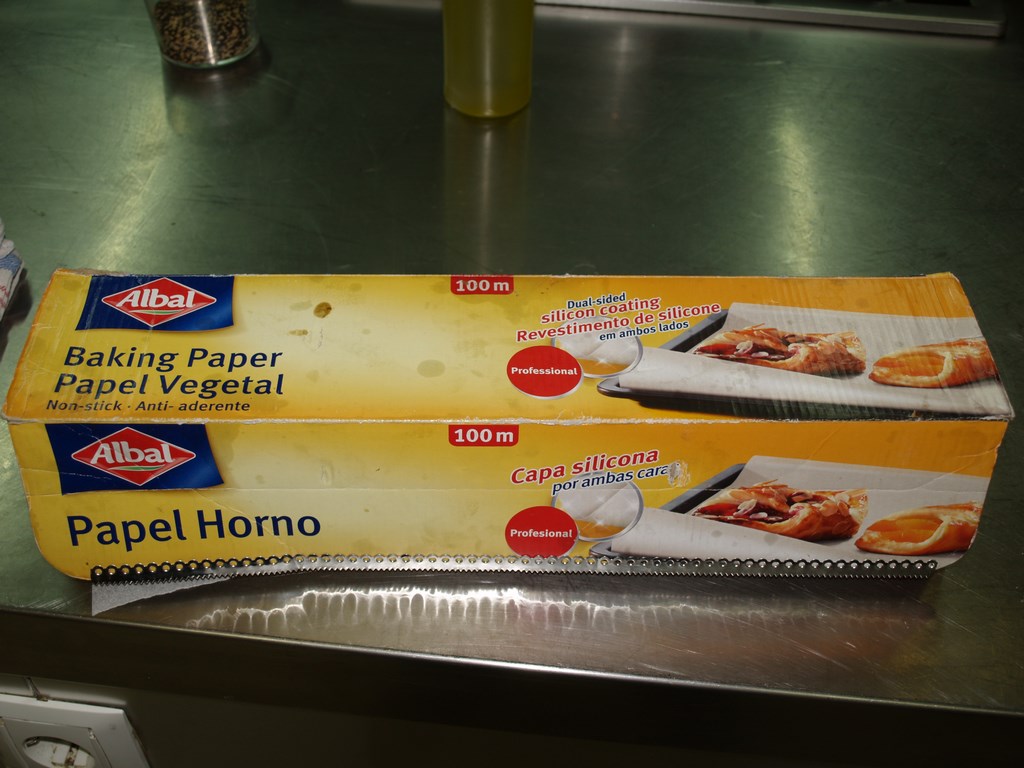 Albal
100 m
Dual-sided
silicon coating
Revestimento de silicone
em ambos lados
Professional
Baking Paper
Papel Vegetal
Non-stick · Anti- aderente
Albal
100 m
Capa silicona
por ambas caras
Profesional
Papel Horno